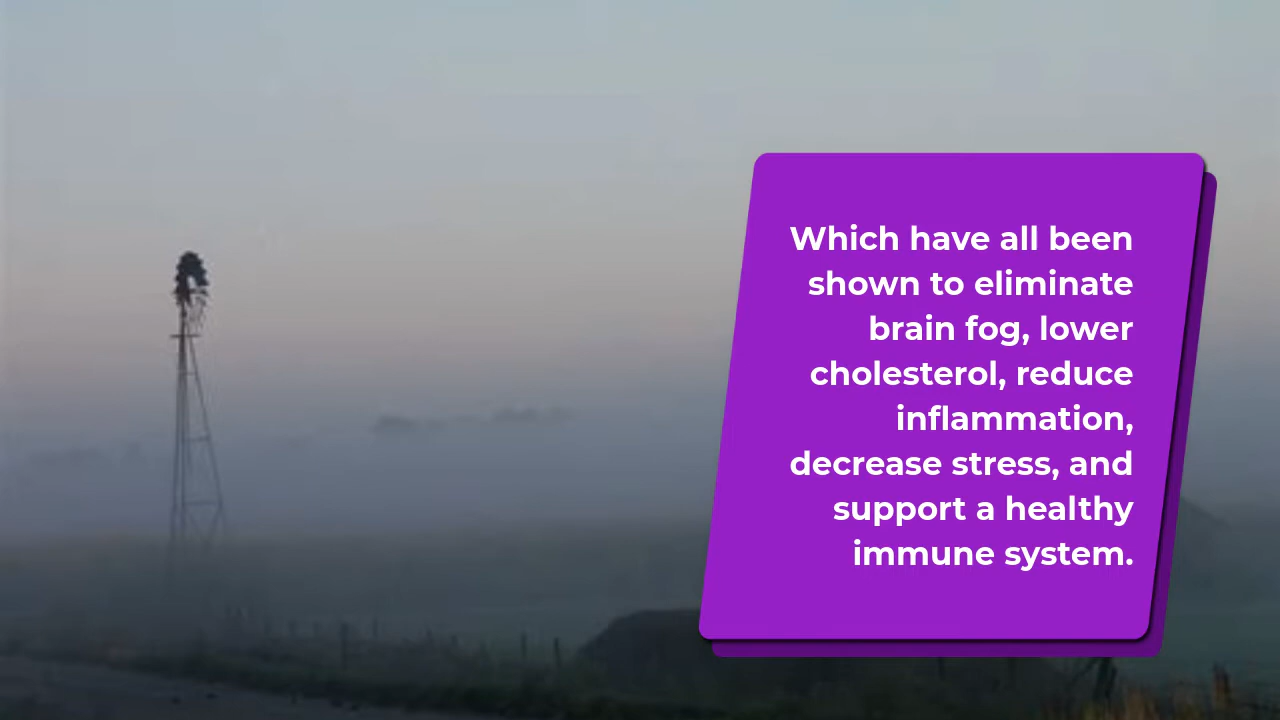 Which have all been
shown to eliminate
brain fog, lower
cholesterol, reduce
inflammation,
decrease stress, and
support a healthy
immune system.